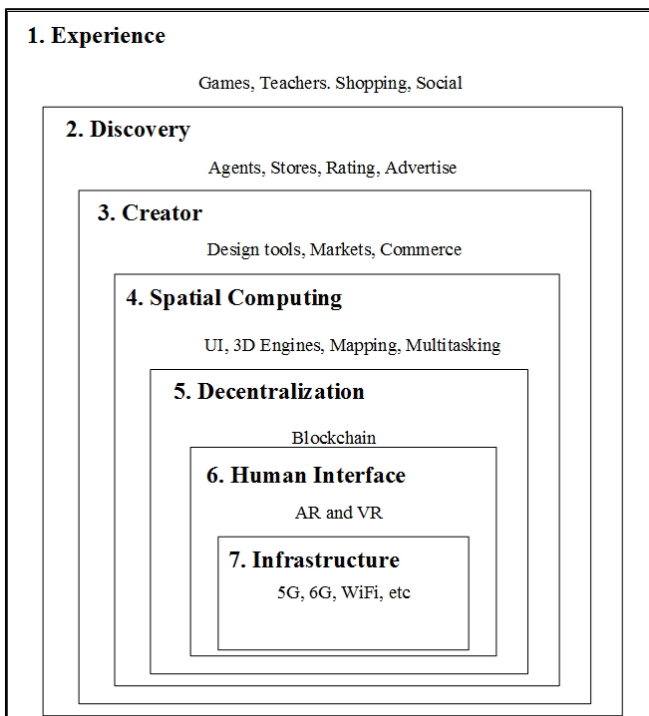 1. Experience
Games, Teachers. Shopping, Social
2. Discovery
Agents, Stores, Rating, Advertise
3. Creator
Design tools, Markets, Commerce
4. Spatial Computing
UI, 3D Engines, Mapping, Multitasking
5. Decentralization
Blockchain
6. Human Interface
AR and VR
7. Infrastructure
5G, 6G, WiFi, etc